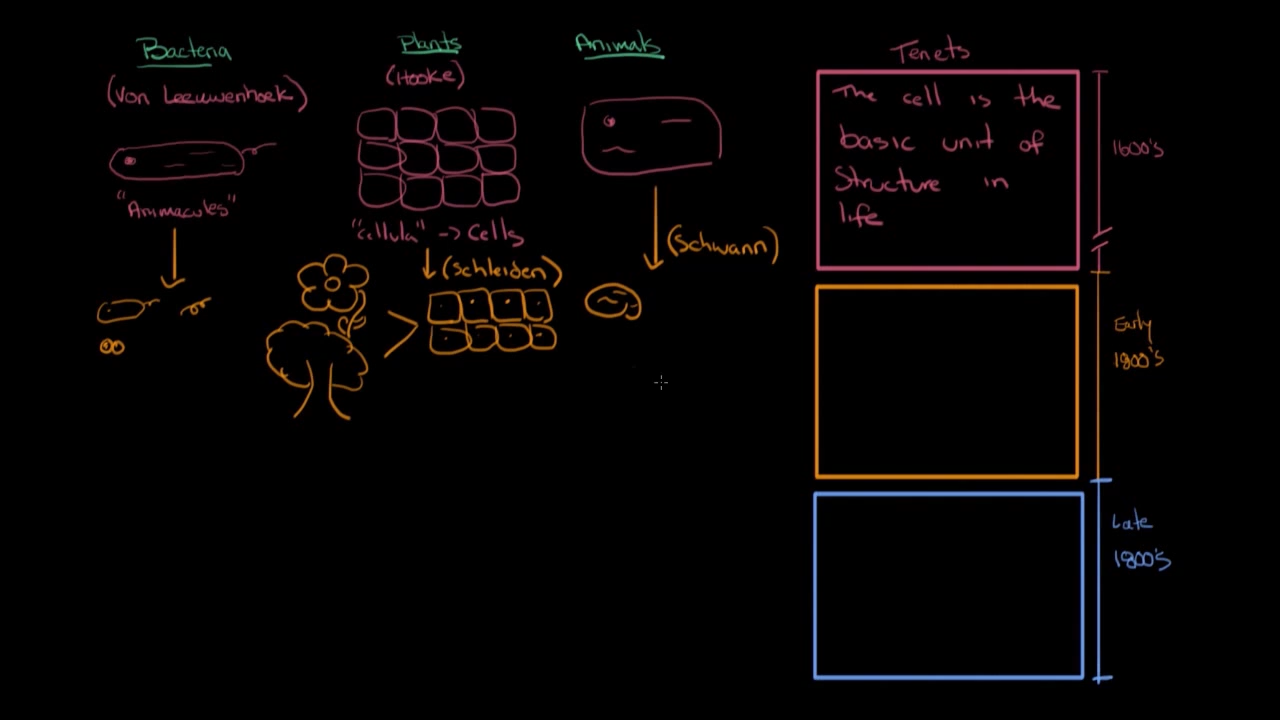 Bacteria
(Von Leeuwenhoek)
"Animacules"
Plants
(Hooke)
"cellula" -> Cells
(Schleiden)
Animals
(Schwann)
Tenets
The cell is the
basic unit of
Structure in
life
1600's
Early
1800's
Late
1800's